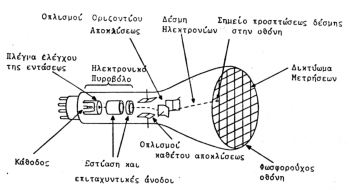 Οπλισμοί Οριζοντίου
Αποκλίσεως
Δέσμη
Ηλεκτρονίων
Σημείο προσπτώσεως δέσμης
στην οθόνη
Πλέγμα ελέγχου
της εντάσεως
Ηλεκτρονικό
Πυροβόλο
Δικτύωμα
Μετρήσεων
Κάθοδος
Εστίαση και
επιταχυντικές άνοδοι
Οπλισμοί
καθέτου αποκλίσεως
Φωσφορούχος
οθόνη